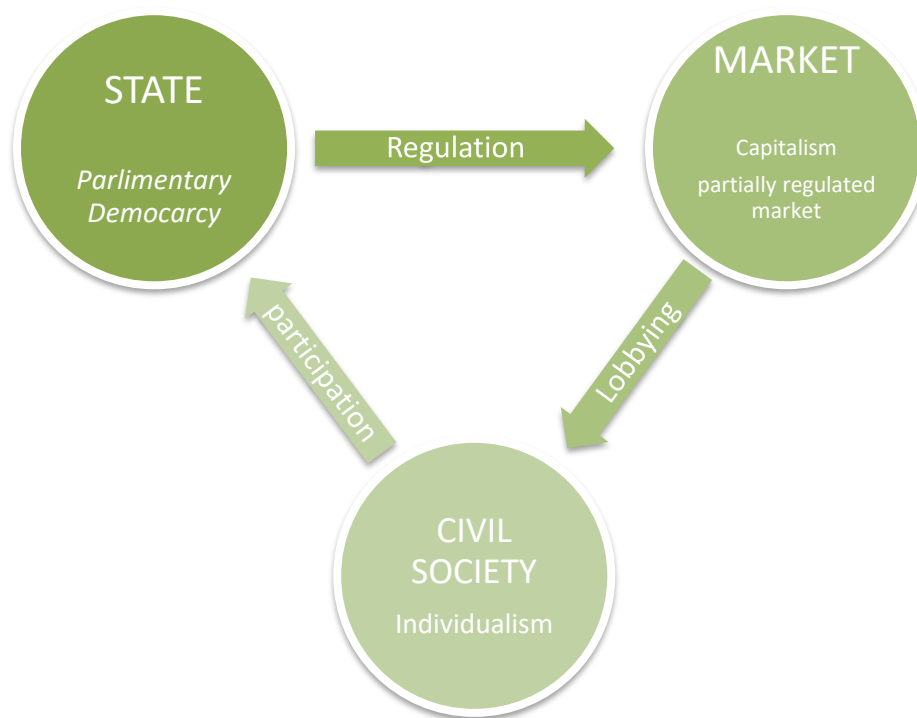 STATE
Parlimentary
Democarcy
Regulation
MARKET
Capitalism
partially regulated
market
participation
Lobbying
CIVIL
SOCIETY
Individualism